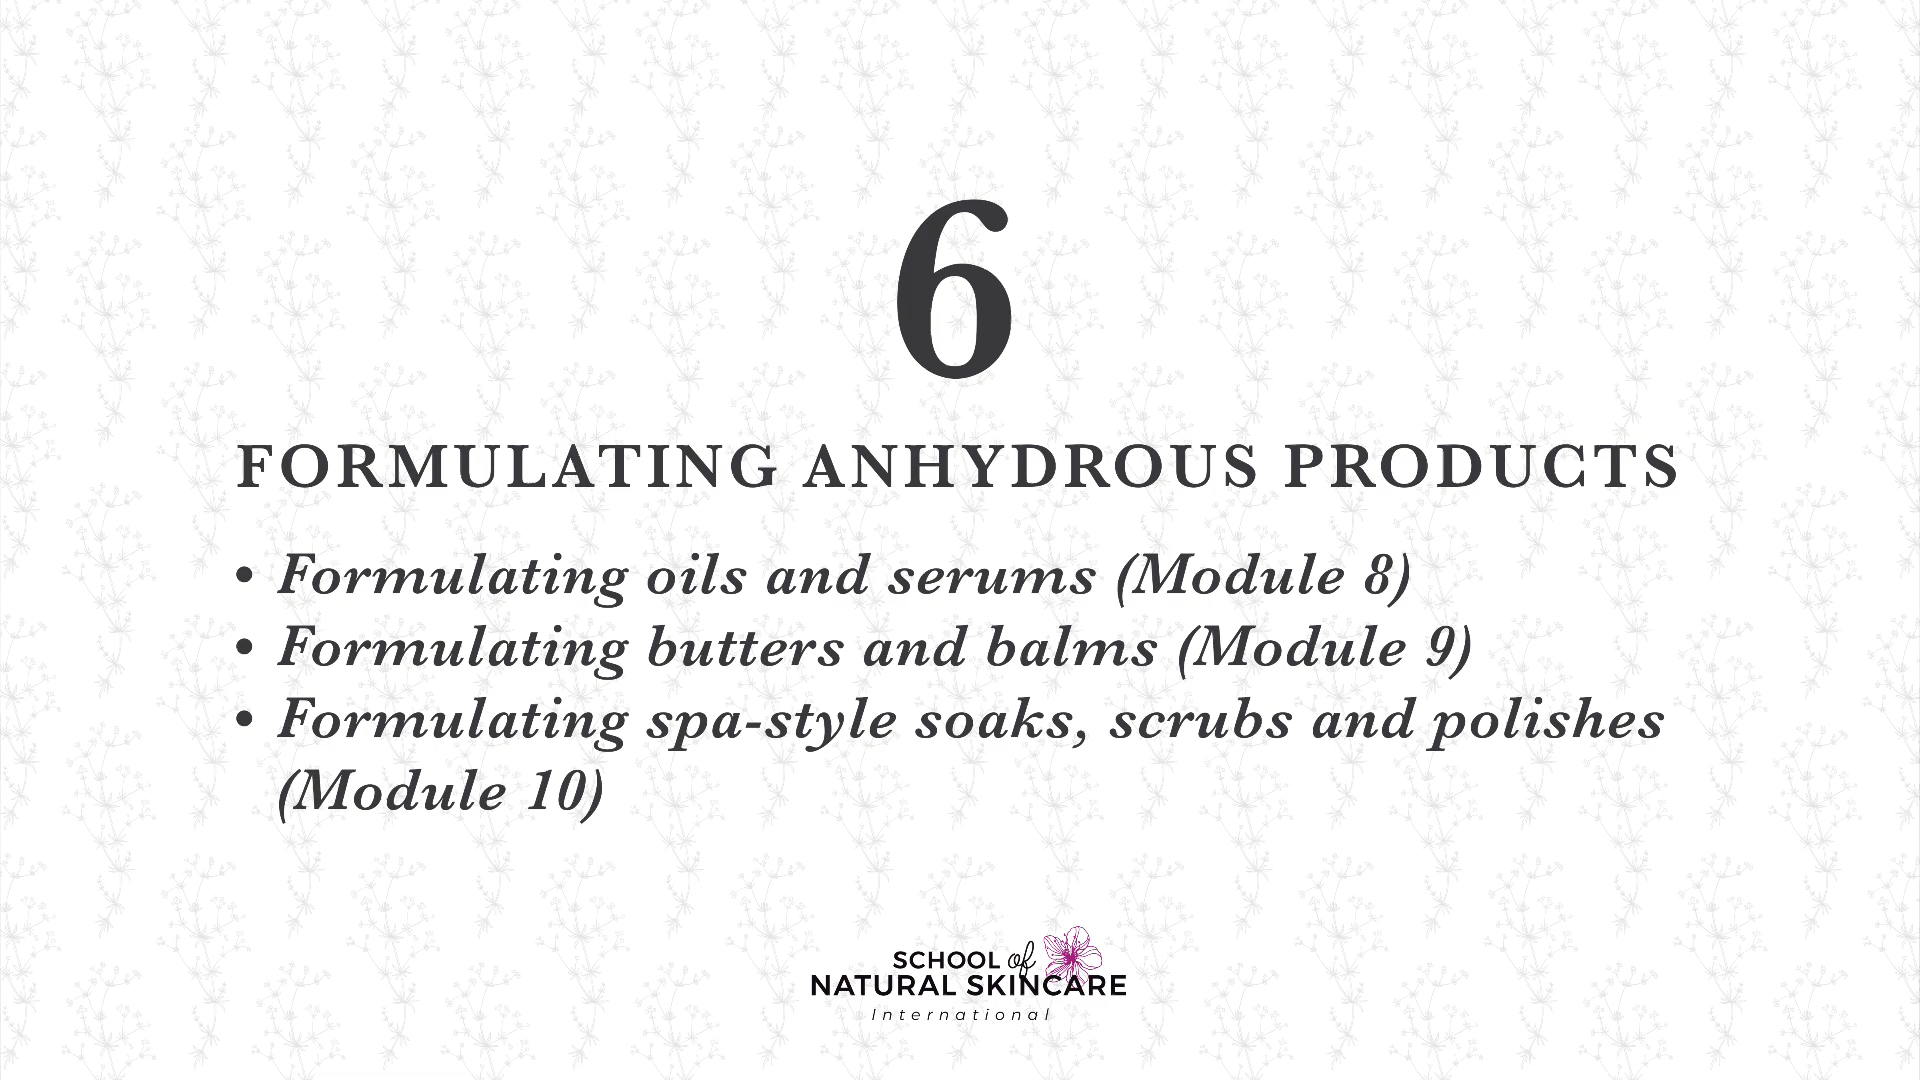 6
FORMULATING ANHYDROUS PRODUCTS
• Formulating oils and serums (Module 8)
• Formulating butters and balms (Module 9)
• Formulating spa-style soaks, scrubs and polishes
(Module 10)
SCHOOL of
NATURAL SKINCARE
International